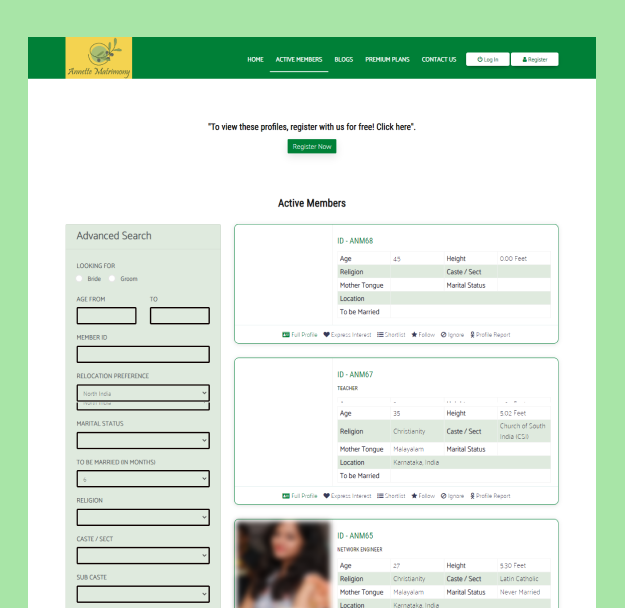 Annette Matrimony
HOME ACTIVE MEMBERS BLOGS PREMIUM PLANS CONTACT US Log In Register
"To view these profiles, register with us for free! Click here".
Register Now
Active Members
Advanced Search
LOOKING FOR
Bride Groom
AGE FROM TO
MEMBER ID
RELOCATION PREFERENCE
North India
North India
MARITAL STATUS
TO BE MARRIED (IN MONTHS)
6
RELIGION
CASTE / SECT
SUB CASTE
ID - ANM68
Age 45 Height 0.00 Feet
Religion Caste / Sect
Mother Tongue Marital Status
Location
To be Married
Full Profile Express Interest Shortlist Follow Ignore Profile Report
ID - ANM67
TEACHER
Age 35 Height 5.02 Feet
Religion Christianity Caste / Sect Church of South India (CSI)
Mother Tongue Malayalam Marital Status
Location Karnataka, India
To be Married
Full Profile Express Interest Shortlist Follow Ignore Profile Report
ID - ANM65
NETWORK ENGINEER
Age 27 Height 5.30 Feet
Religion Christianity Caste / Sect Latin Catholic
Mother Tongue Malayalam Marital Status Never Married
Location Karnataka, India